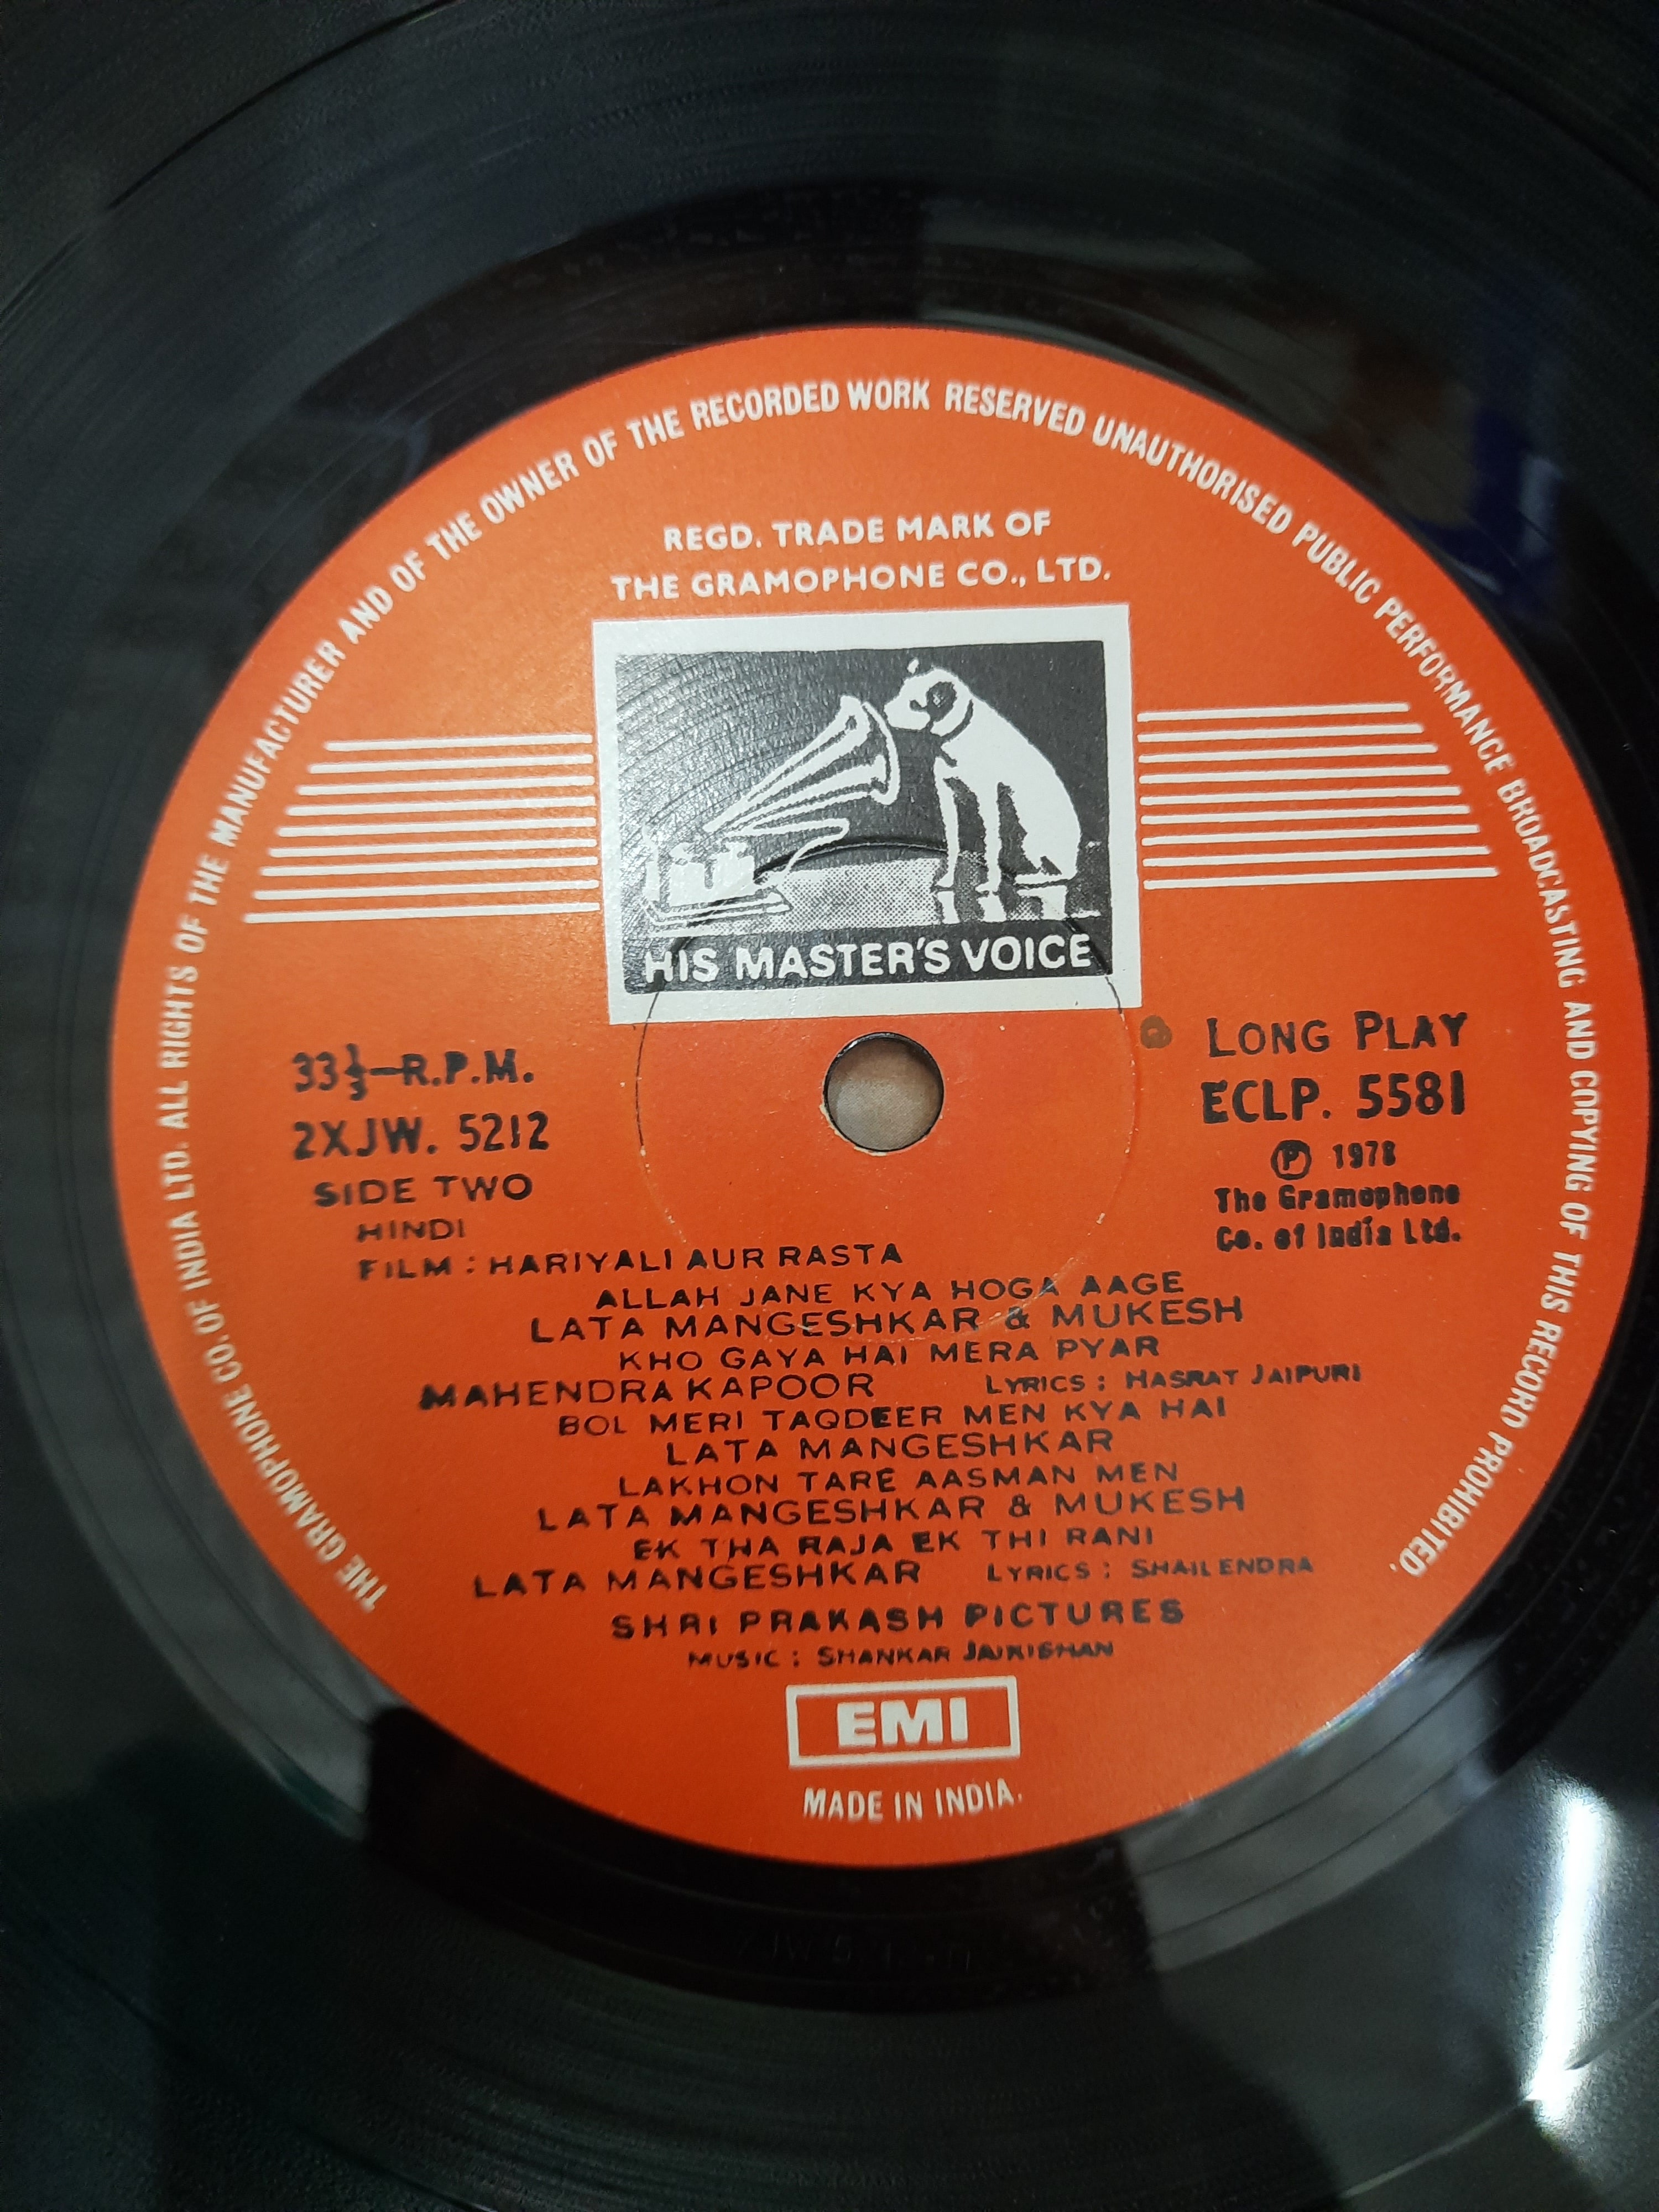 THE GRAMOPHONE CO. OF INDIA LTD. ALL RIGHTS OF THE MANUFACTURER AND OF THE OWNER OF THE RECORDED WORK RESERVED UNAUTHORISED PUBLIC PERFORMANCE BROADCASTING AND COPYING OF THIS RECORD PROHIBITED.
REGD. TRADE MARK OF
THE GRAMOPHONE CO., LTD.
HIS MASTER'S VOICE
33⅓-R.P.M.
2XJW. 5212
SIDE TWO
HINDI
LONG PLAY
ECLP. 5581
Ⓟ 1978
The Gramophone
Co. of India Ltd.
FILM : HARIYALI AUR RASTA
ALLAH JANE KYA HOGA AAGE
LATA MANGESHKAR & MUKESH
KHO GAYA HAI MERA PYAR
MAHENDRA KAPOOR LYRICS : HASRAT JAIPURI
BOL MERI TAQDEER MEN KYA HAI
LATA MANGESHKAR
LAKHON TARE AASMAN MEN
LATA MANGESHKAR & MUKESH
EK THA RAJA EK THI RANI
LATA MANGESHKAR LYRICS : SHAILENDRA
SHRI PRAKASH PICTURES
MUSIC : SHANKAR JAIKISHAN
EMI
MADE IN INDIA.